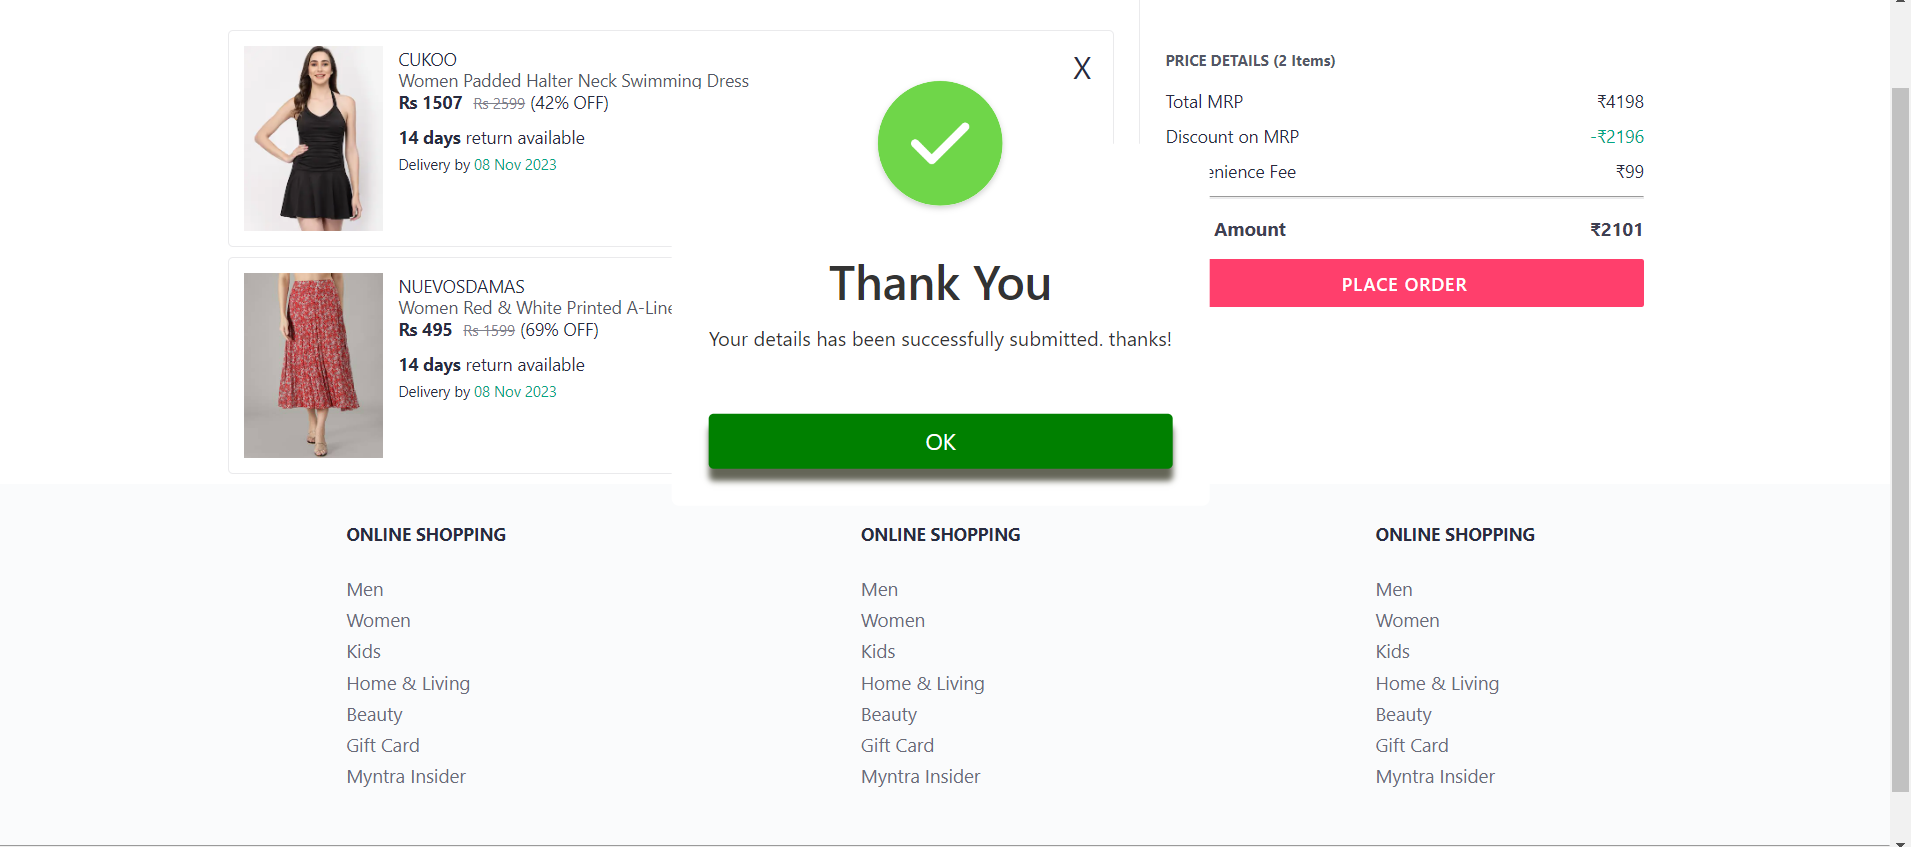 CUKOO
Women Padded Halter Neck Swimming Dress
Rs 1507 Rs 2599 (42% OFF)
14 days return available
Delivery by 08 Nov 2023
X
NUEVOSDAMAS
Women Red & White Printed A-Line
Rs 495 Rs 1599 (69% OFF)
14 days return available
Delivery by 08 Nov 2023
PRICE DETAILS (2 Items)
Total MRP ₹4198
Discount on MRP -₹2196
enience Fee ₹99
Amount ₹2101
PLACE ORDER
Thank You
Your details has been successfully submitted. thanks!
OK
ONLINE SHOPPING
Men
Women
Kids
Home & Living
Beauty
Gift Card
Myntra Insider
ONLINE SHOPPING
Men
Women
Kids
Home & Living
Beauty
Gift Card
Myntra Insider
ONLINE SHOPPING
Men
Women
Kids
Home & Living
Beauty
Gift Card
Myntra Insider